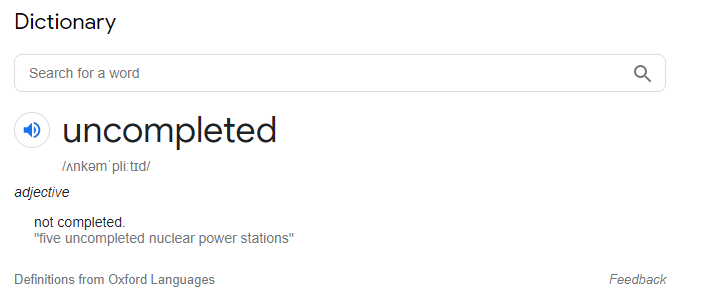 Dictionary
Search for a word
uncompleted
/ʌnkəmˈpliːtɪd/
adjective
not completed.
"five uncompleted nuclear power stations"
Definitions from Oxford Languages
Feedback